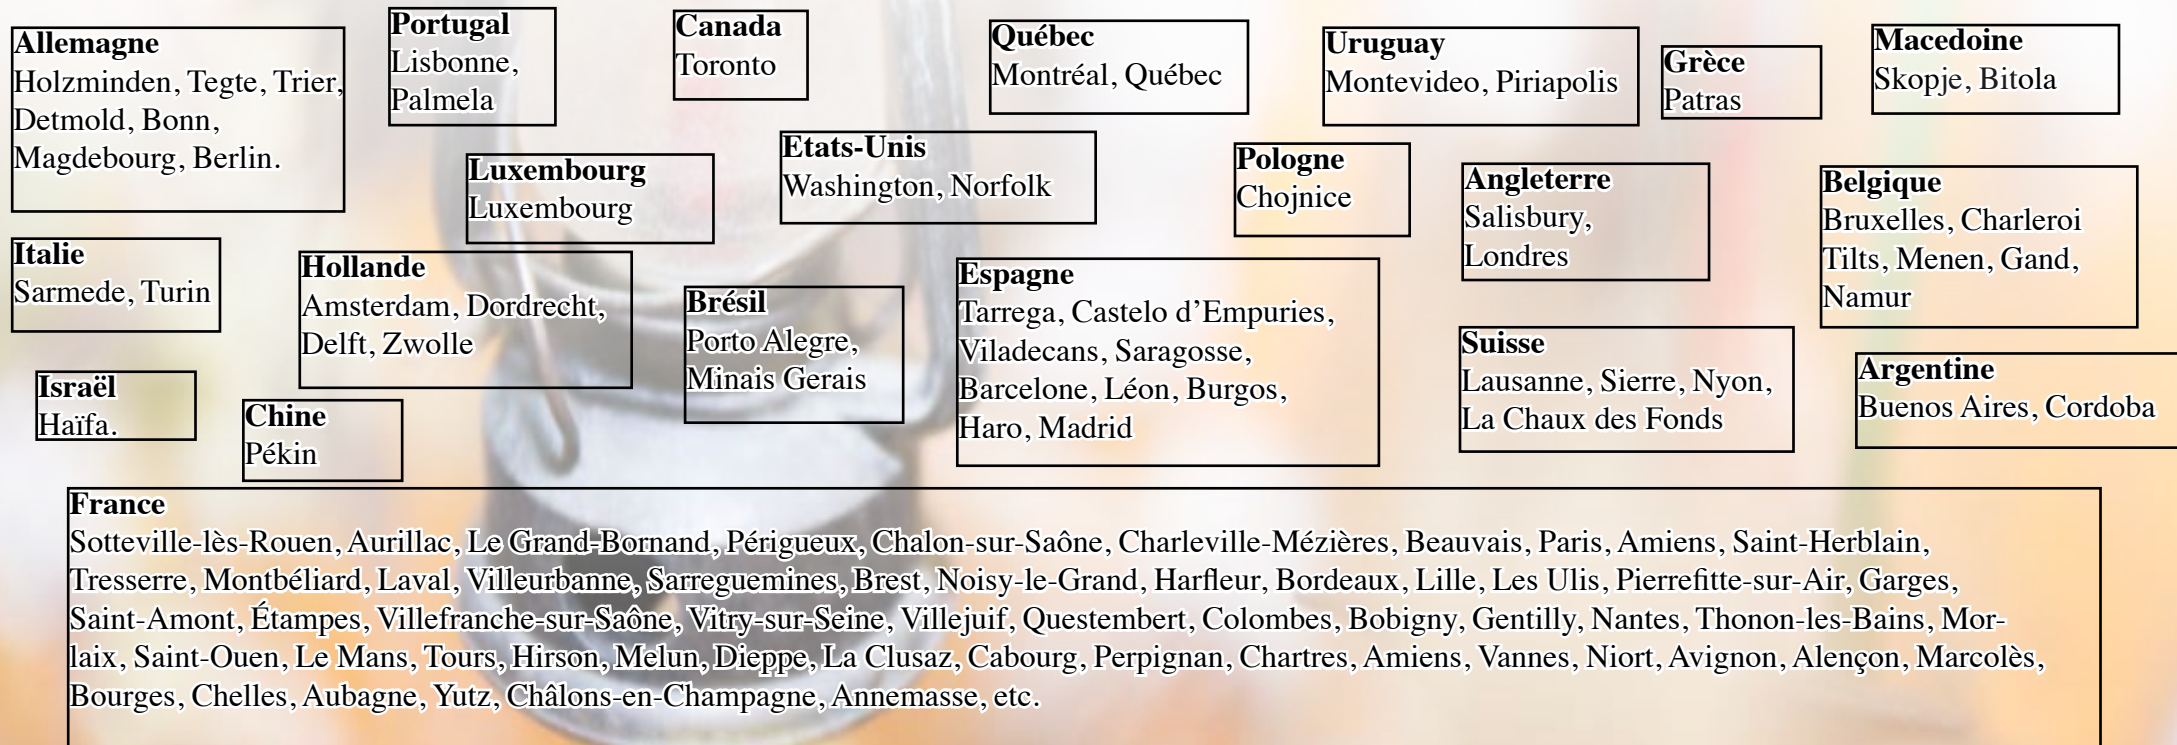 Allemagne
Holzminden, Tegte, Trier,
Detmold, Bonn,
Magdebourg, Berlin.
Portugal
Lisbonne,
Palmela
Canada
Toronto
Québec
Montréal, Québec
Uruguay
Montevideo, Piriapolis
Grèce
Patras
Macedoine
Skopje, Bitola
Luxembourg
Luxembourg
Etats-Unis
Washington, Norfolk
Pologne
Chojnice
Angleterre
Salisbury,
Londres
Belgique
Bruxelles, Charleroi
Tilts, Menen, Gand,
Namur
Italie
Sarmede, Turin
Hollande
Amsterdam, Dordrecht,
Delft, Zwolle
Brésil
Porto Alegre,
Minais Gerais
Espagne
Tarrega, Castelo d’Empuries,
Viladecans, Saragosse,
Barcelone, Léon, Burgos,
Haro, Madrid
Suisse
Lausanne, Sierre, Nyon,
La Chaux des Fonds
Argentine
Buenos Aires, Cordoba
Israël
Haïfa.
Chine
Pékin
France
Sotteville-lès-Rouen, Aurillac, Le Grand-Bornand, Périgueux, Chalon-sur-Saône, Charleville-Mézières, Beauvais, Paris, Amiens, Saint-Herblain,
Tresserre, Montbéliard, Laval, Villeurbanne, Sarreguemines, Brest, Noisy-le-Grand, Harfleur, Bordeaux, Lille, Les Ulis, Pierrefitte-sur-Air, Garges,
Saint-Amont, Étampes, Villefranche-sur-Saône, Vitry-sur-Seine, Villejuif, Questembert, Colombes, Bobigny, Gentilly, Nantes, Thonon-les-Bains, Mor-
laix, Saint-Ouen, Le Mans, Tours, Hirson, Melun, Dieppe, La Clusaz, Cabourg, Perpignan, Chartres, Amiens, Vannes, Niort, Avignon, Alençon, Marcolès,
Bourges, Chelles, Aubagne, Yutz, Châlons-en-Champagne, Annemasse, etc.